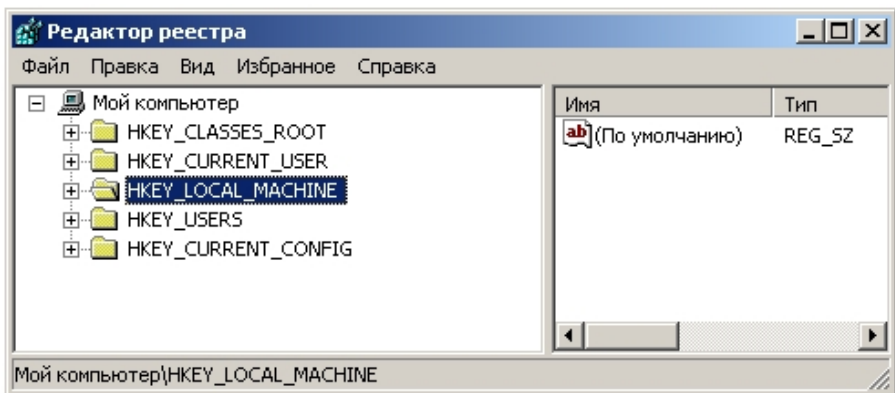 Редактор реестра
Файл Правка Вид Избранное Справка
Мой компьютер
HKEY_CLASSES_ROOT
HKEY_CURRENT_USER
HKEY_LOCAL_MACHINE
HKEY_USERS
HKEY_CURRENT_CONFIG
Имя Тип
ab (По умолчанию) REG_SZ
Мой компьютер\HKEY_LOCAL_MACHINE